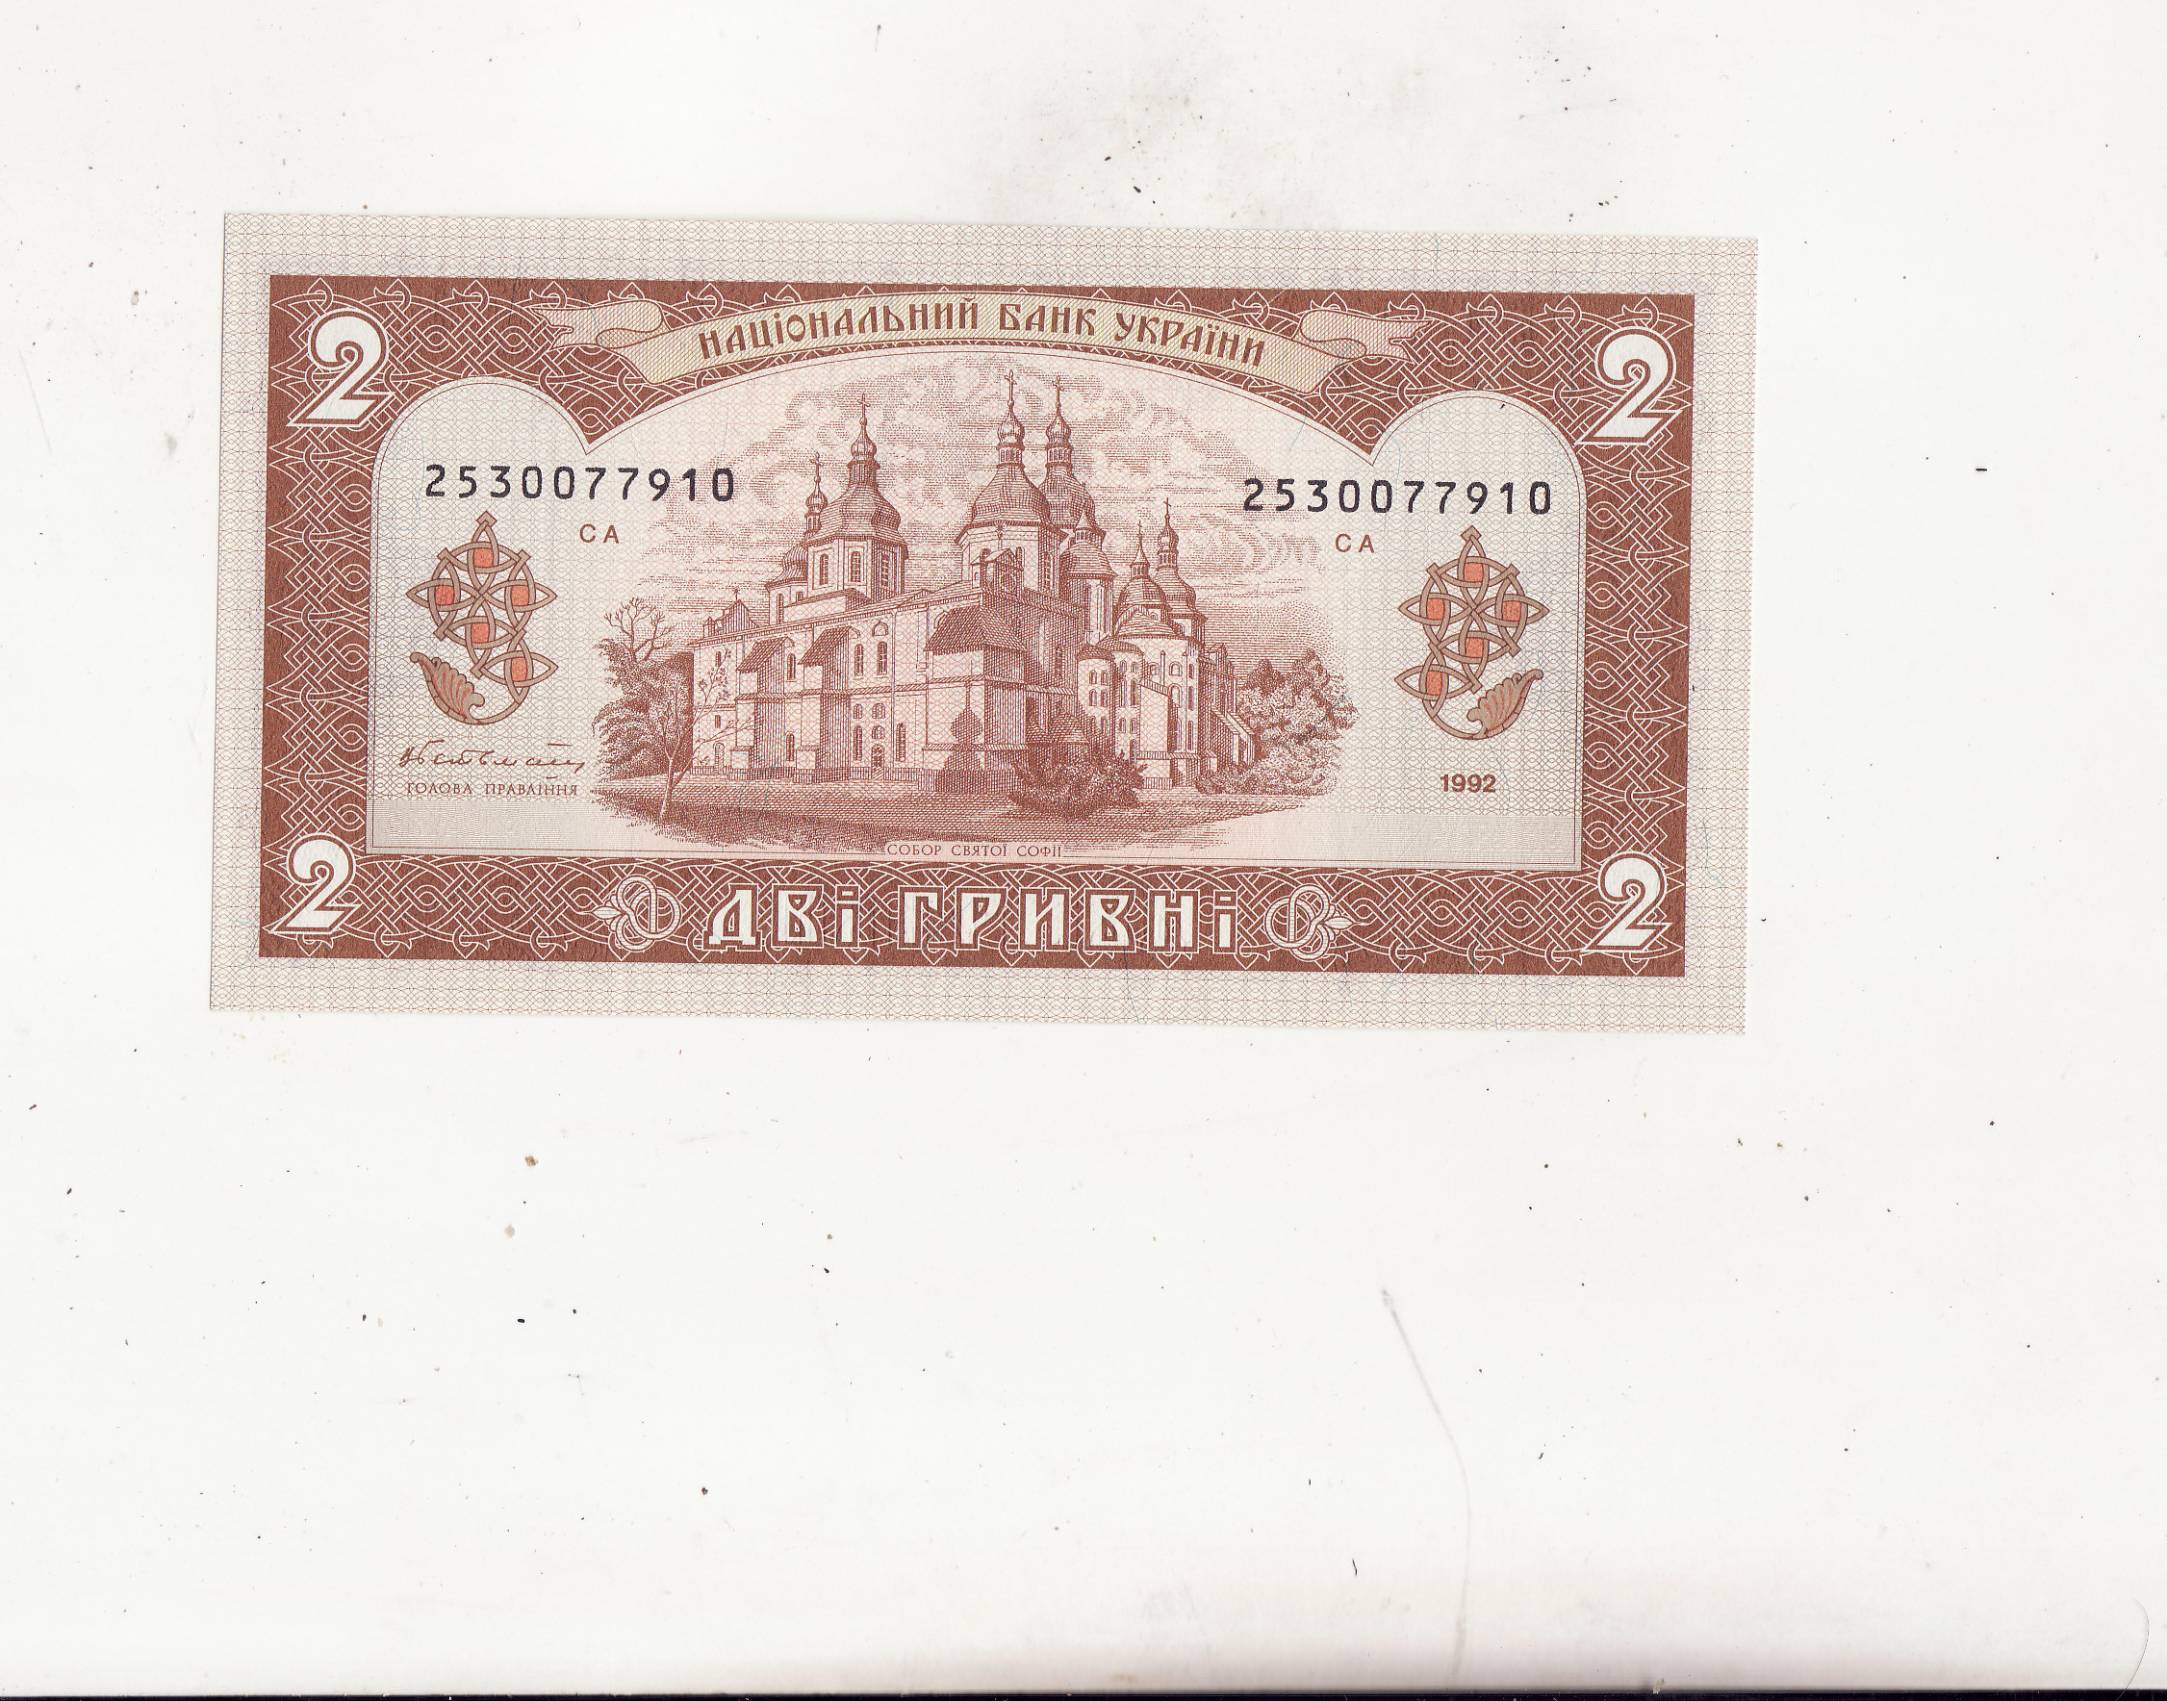 НАЦІОНАЛЬНИЙ БАНК УКРАЇНИ
2 2
2530077910 2530077910
СА СА
ГОЛОВА ПРАВЛІННЯ 1992
СОБОР СВЯТОЇ СОФІЇ
2 ДВІ ГРИВНІ 2